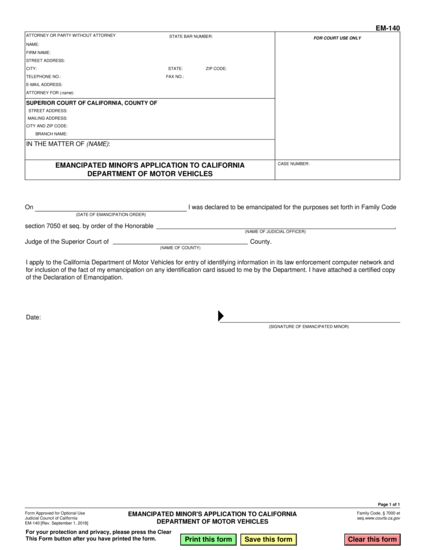 EM-140
ATTORNEY OR PARTY WITHOUT ATTORNEY STATE BAR NUMBER:
FOR COURT USE ONLY
NAME:
FIRM NAME:
STREET ADDRESS:
CITY: STATE: ZIP CODE:
TELEPHONE NO.: FAX NO.:
E-MAIL ADDRESS:
ATTORNEY FOR (name):
SUPERIOR COURT OF CALIFORNIA, COUNTY OF
STREET ADDRESS:
MAILING ADDRESS:
CITY AND ZIP CODE:
BRANCH NAME:
IN THE MATTER OF (NAME):
EMANCIPATED MINOR'S APPLICATION TO CALIFORNIA
DEPARTMENT OF MOTOR VEHICLES
CASE NUMBER:
On I was declared to be emancipated for the purposes set forth in Family Code
(DATE OF EMANCIPATION ORDER)
section 7050 et seq. by order of the Honorable ,
(NAME OF JUDICIAL OFFICER)
Judge of the Superior Court of County.
(NAME OF COUNTY)
I apply to the California Department of Motor Vehicles for entry of identifying information in its law enforcement computer network and
for inclusion of the fact of my emancipation on any identification card issued to me by the Department. I have attached a certified copy
of the Declaration of Emancipation.
Date:
(SIGNATURE OF EMANCIPATED MINOR)
Page 1 of 1
Form Approved for Optional Use
Judicial Council of California
EM-140 [Rev. September 1, 2018]
EMANCIPATED MINOR'S APPLICATION TO CALIFORNIA
DEPARTMENT OF MOTOR VEHICLES
Family Code, § 7000 et
seq.www.courts.ca.gov
For your protection and privacy, please press the Clear
This Form button after you have printed the form.
Print this form
Save this form
Clear this form